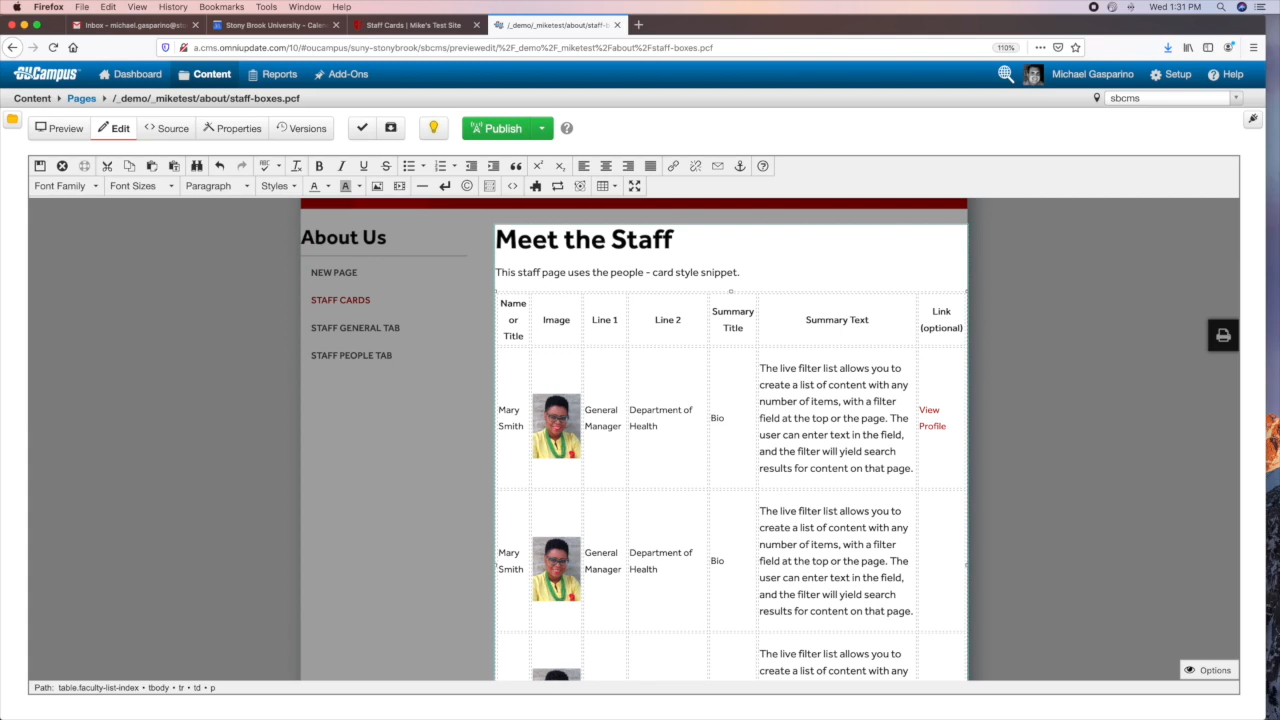 Firefox File Edit View History Bookmarks Tools Window Help Wed 1:31 PM
Inbox - michael.gasparino@st Stony Brook University - Calen Staff Cards | Mike's Test Site /_demo/_miketest/about/staff-b
a.cms.omniupdate.com/10/#oucampus/suny-stonybrook/sbcms/previewedit/%2F_demo%2F_miketest%2Fabout%2Fstaff-boxes.pcf 110%
OUCampus Dashboard Content Reports Add-Ons Michael Gasparino Setup Help
Content Pages /_demo/_miketest/about/staff-boxes.pcf sbcms
Preview Edit Source Properties Versions Publish
Font Family Font Sizes Paragraph Styles
About Us
NEW PAGE
STAFF CARDS
STAFF GENERAL TAB
STAFF PEOPLE TAB
Meet the Staff
This staff page uses the people - card style snippet.
Name or Title Image Line 1 Line 2 Summary Title Summary Text Link (optional)
Mary
Smith
General
Manager
Department of
Health
Bio
The live filter list allows you to
create a list of content with any
number of items, with a filter
field at the top or the page. The
user can enter text in the field,
and the filter will yield search
results for content on that page.
View
Profile
Mary
Smith
General
Manager
Department of
Health
Bio
The live filter list allows you to
create a list of content with any
number of items, with a filter
field at the top or the page. The
user can enter text in the field,
and the filter will yield search
results for content on that page.
The live filter list allows you to
create a list of content with any
Options
Path: table.faculty-list-index • tbody • tr • td • p